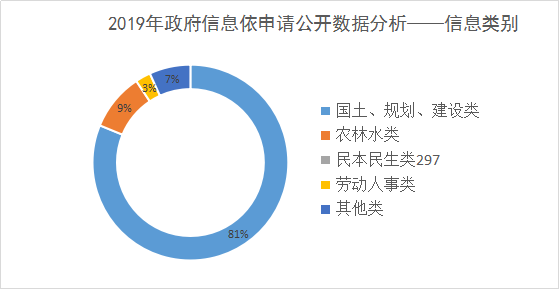 2019年政府信息依申请公开数据分析——信息类别
7%
3%
9%
81%
国土、规划、建设类
农林水类
民本民生类297
劳动人事类
其他类